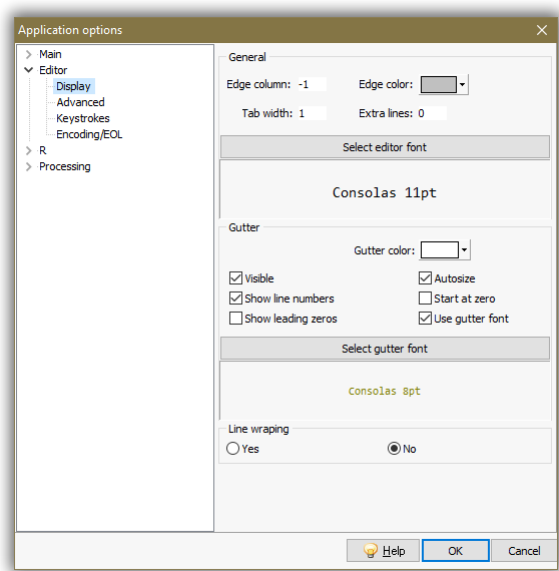 Application options
Main
Editor
Display
Advanced
Keystrokes
Encoding/EOL
R
Processing
General
Edge column: -1 Edge color:
Tab width: 1 Extra lines: 0
Select editor font
Consolas 11pt
Gutter
Gutter color:
Visible Autosize
Show line numbers Start at zero
Show leading zeros Use gutter font
Select gutter font
Consolas 8pt
Line wraping
Yes No
Help OK Cancel